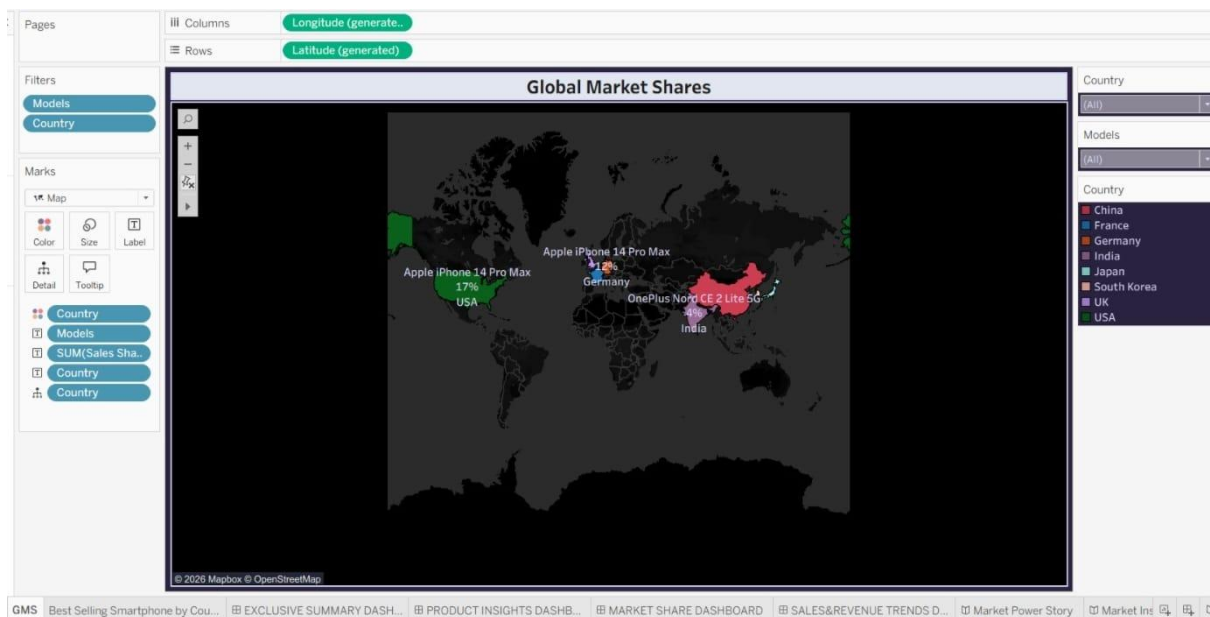 Pages
Columns
Longitude (generate..
Rows
Latitude (generated)
Filters
Models
Country
Marks
Map
Color
Size
Label
Detail
Tooltip
Country
Models
SUM(Sales Sha..
Country
Country
Global Market Shares
Apple iPhone 14 Pro Max
17%
USA
Apple iPhone 14 Pro Max
12%
Germany
OnePlus Nord CE 2 Lite 5G
4%
India
© 2026 Mapbox © OpenStreetMap
Country
(All)
Models
(All)
Country
China
France
Germany
India
Japan
South Korea
UK
USA
GMS
Best Selling Smartphone by Cou...
EXCLUSIVE SUMMARY DASH...
PRODUCT INSIGHTS DASHB...
MARKET SHARE DASHBOARD
SALES&REVENUE TRENDS D...
Market Power Story
Market Ins